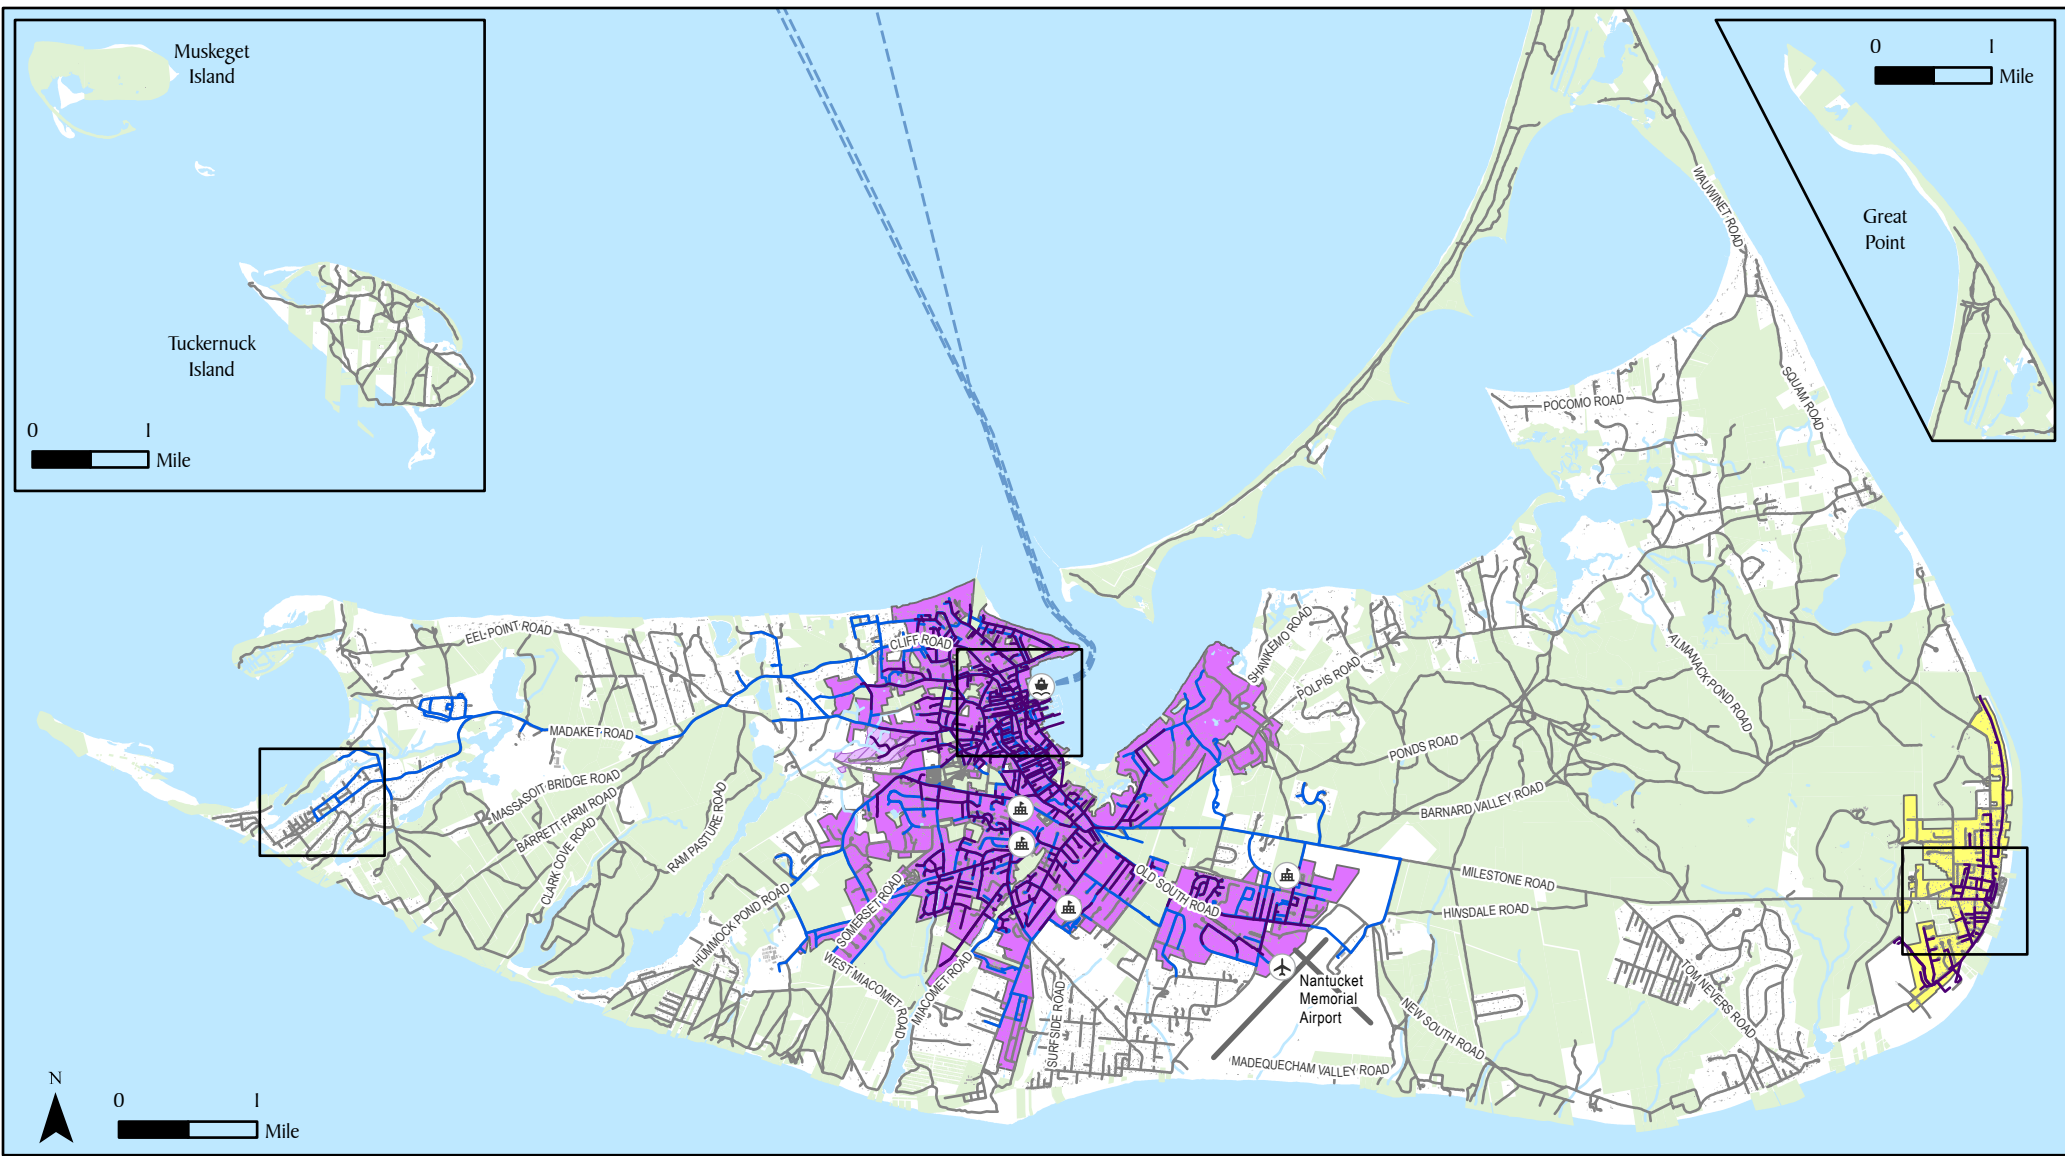 Muskeget
Island
Tuckernuck
Island
0 1
Mile
0 1
Mile
Great
Point
WAUWINET ROAD
SQUAM ROAD
POCOMO ROAD
EEL POINT ROAD
CLIFF ROAD
SHAWKEMO ROAD
POLPIS ROAD
ALMANACK POND ROAD
MADAKET ROAD
PONDS ROAD
MASSASOIT BRIDGE ROAD
BARRETT FARM ROAD
CLARK COVE ROAD
RAM PASTURE ROAD
BARNARD VALLEY ROAD
OLD SOUTH ROAD
MILESTONE ROAD
HINSDALE ROAD
HUMMOCK POND ROAD
SOMERSET ROAD
WEST MIACOMET ROAD
MIACOMET ROAD
SURFSIDE ROAD
Nantucket
Memorial
Airport
TOM NEVERS ROAD
NEW SOUTH ROAD
MADEQUECHAM VALLEY ROAD
N
0 1
Mile